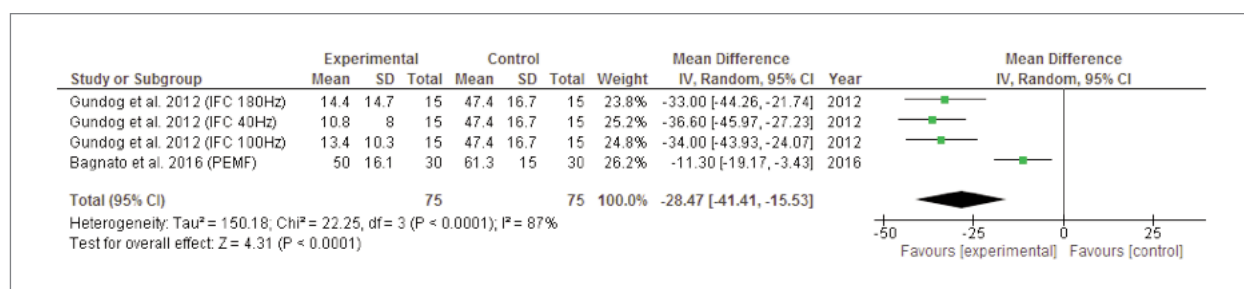 Experimental Control Mean Difference Mean Difference
Study or Subgroup Mean SD Total Mean SD Total Weight IV, Random, 95% CI Year IV, Random, 95% CI
Gundog et al. 2012 (IFC 180Hz) 14.4 14.7 15 47.4 16.7 15 23.8% -33.00 [-44.26, -21.74] 2012
Gundog et al. 2012 (IFC 40Hz) 10.8 8 15 47.4 16.7 15 25.2% -36.60 [-45.97, -27.23] 2012
Gundog et al. 2012 (IFC 100Hz) 13.4 10.3 15 47.4 16.7 15 24.8% -34.00 [-43.93, -24.07] 2012
Bagnato et al. 2016 (PEMF) 50 16.1 30 61.3 15 30 26.2% -11.30 [-19.17, -3.43] 2016
Total (95% CI) 75 75 100.0% -28.47 [-41.41, -15.53]
Heterogeneity: Tau² = 150.18; Chi² = 22.25, df = 3 (P < 0.0001); I² = 87%
Test for overall effect: Z = 4.31 (P < 0.0001)
-50 -25 0 25
Favours [experimental] Favours [control]